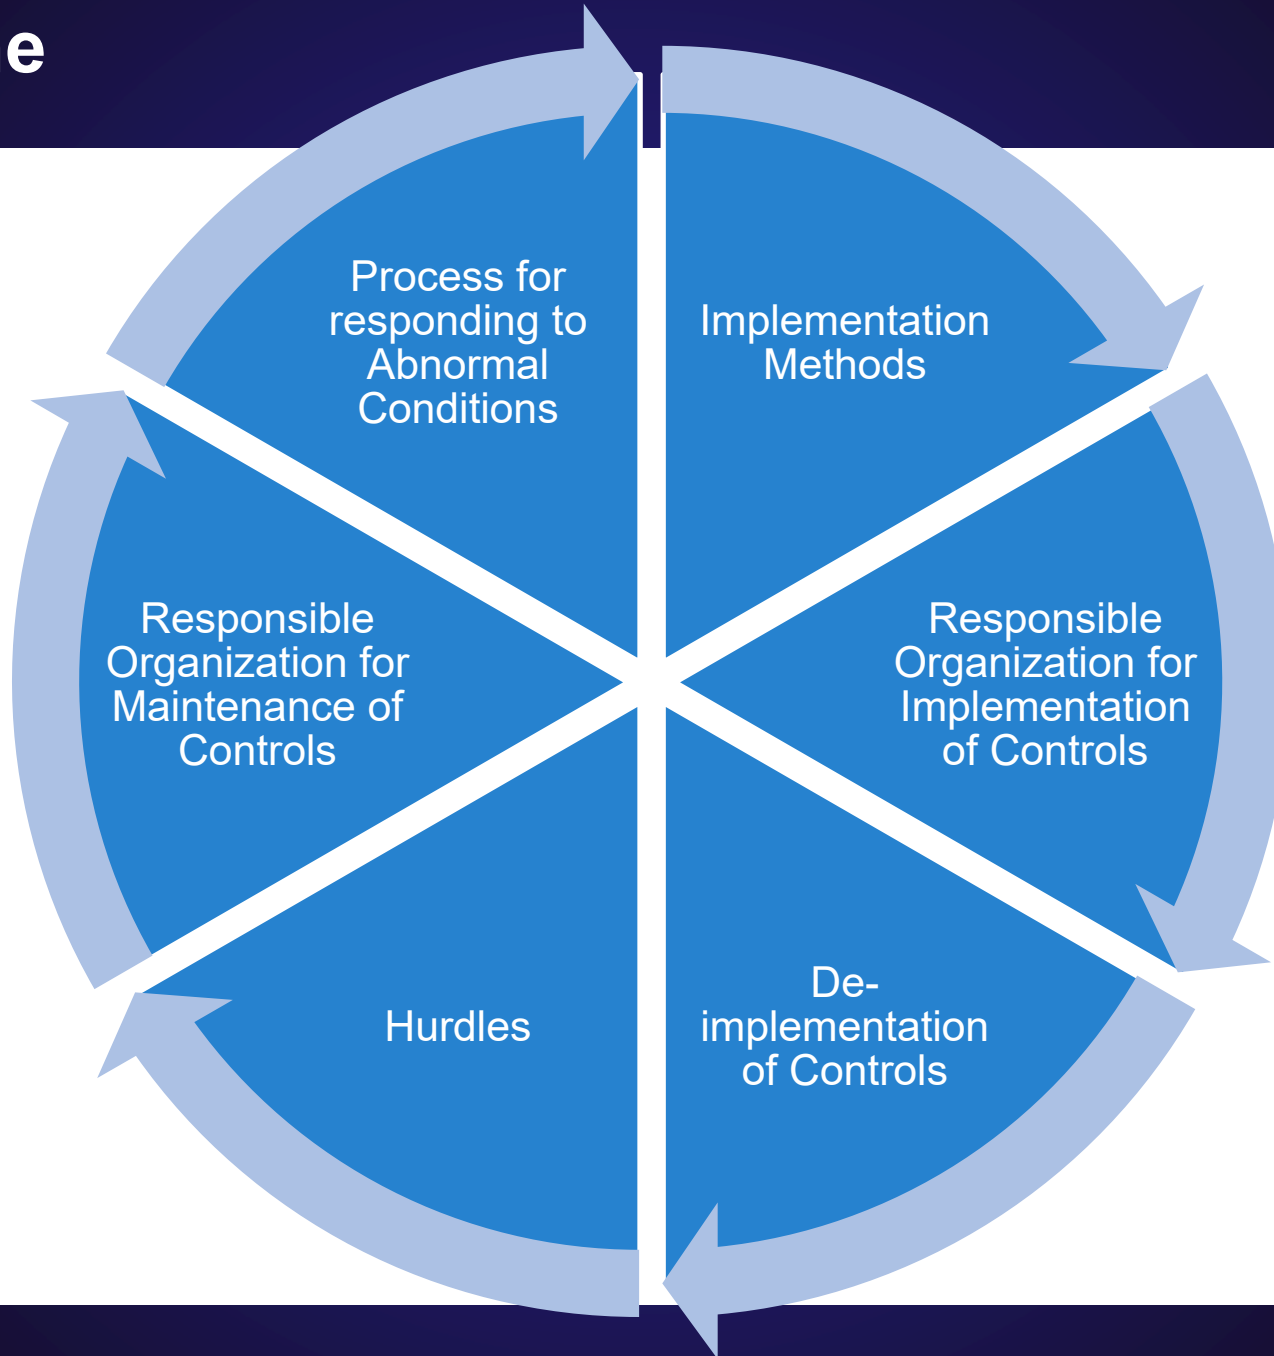 Process for
responding to
Abnormal
Conditions
Implementation
Methods
Responsible
Organization for
Implementation
of Controls
De-
implementation
of Controls
Hurdles
Responsible
Organization for
Maintenance of
Controls